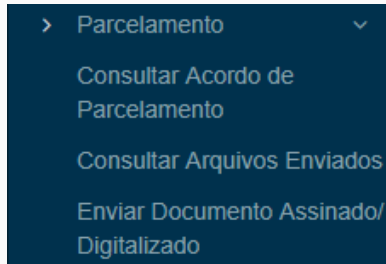 Parcelamento
Consultar Acordo de
Parcelamento
Consultar Arquivos Enviados
Enviar Documento Assinado/
Digitalizado